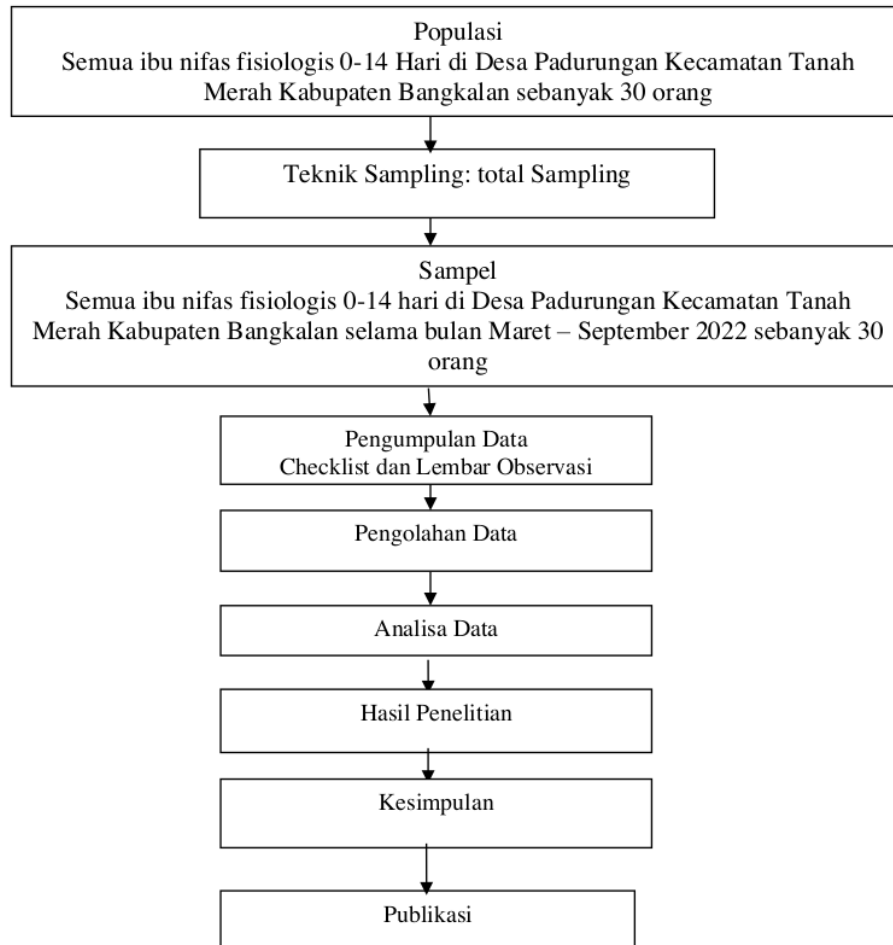 Populasi
Semua ibu nifas fisiologis 0-14 Hari di Desa Padurungan Kecamatan Tanah
Merah Kabupaten Bangkalan sebanyak 30 orang
Teknik Sampling: total Sampling
Sampel
Semua ibu nifas fisiologis 0-14 hari di Desa Padurungan Kecamatan Tanah
Merah Kabupaten Bangkalan selama bulan Maret – September 2022 sebanyak 30
orang
Pengumpulan Data
Checklist dan Lembar Observasi
Pengolahan Data
Analisa Data
Hasil Penelitian
Kesimpulan
Publikasi